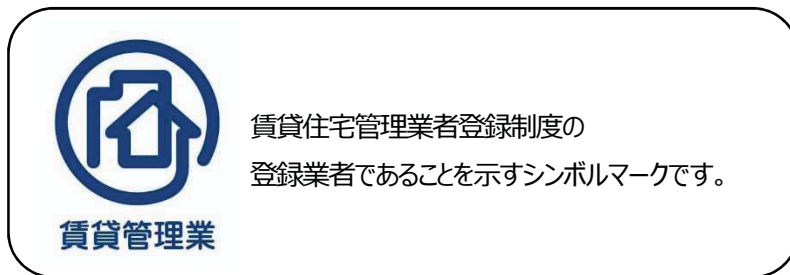 賃貸住宅管理業者登録制度の
登録業者であることを示すシンボルマークです。
賃貸管理業